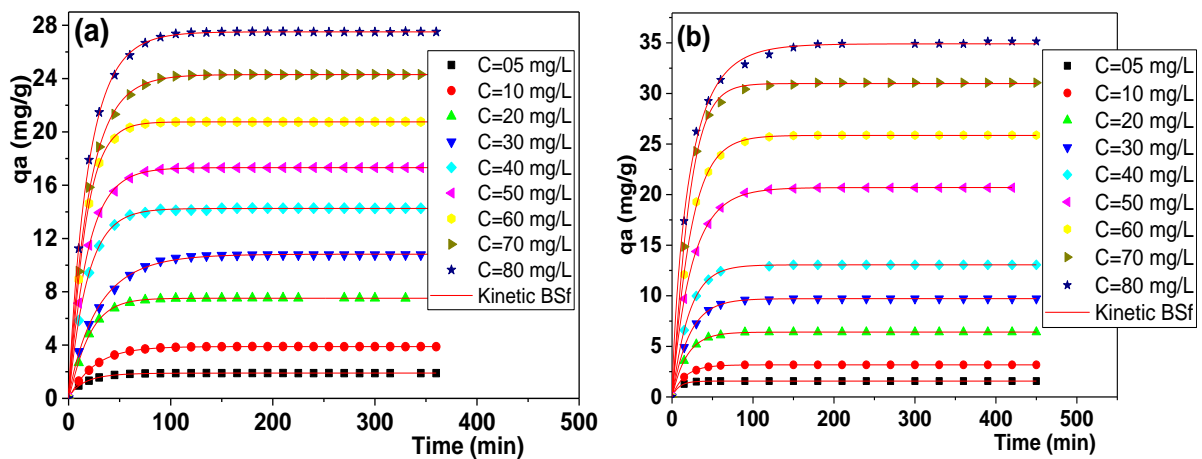 (a)
qa (mg/g)
28
24
20
16
12
8
4
0
0 100 200 300 400 500
Time (min)
C=05 mg/L
C=10 mg/L
C=20 mg/L
C=30 mg/L
C=40 mg/L
C=50 mg/L
C=60 mg/L
C=70 mg/L
C=80 mg/L
Kinetic BSf
(b)
qa (mg/g)
35
30
25
20
15
10
5
0
0 100 200 300 400 500
Time (min)
C=05 mg/L
C=10 mg/L
C=20 mg/L
C=30 mg/L
C=40 mg/L
C=50 mg/L
C=60 mg/L
C=70 mg/L
C=80 mg/L
Kinetic BSf